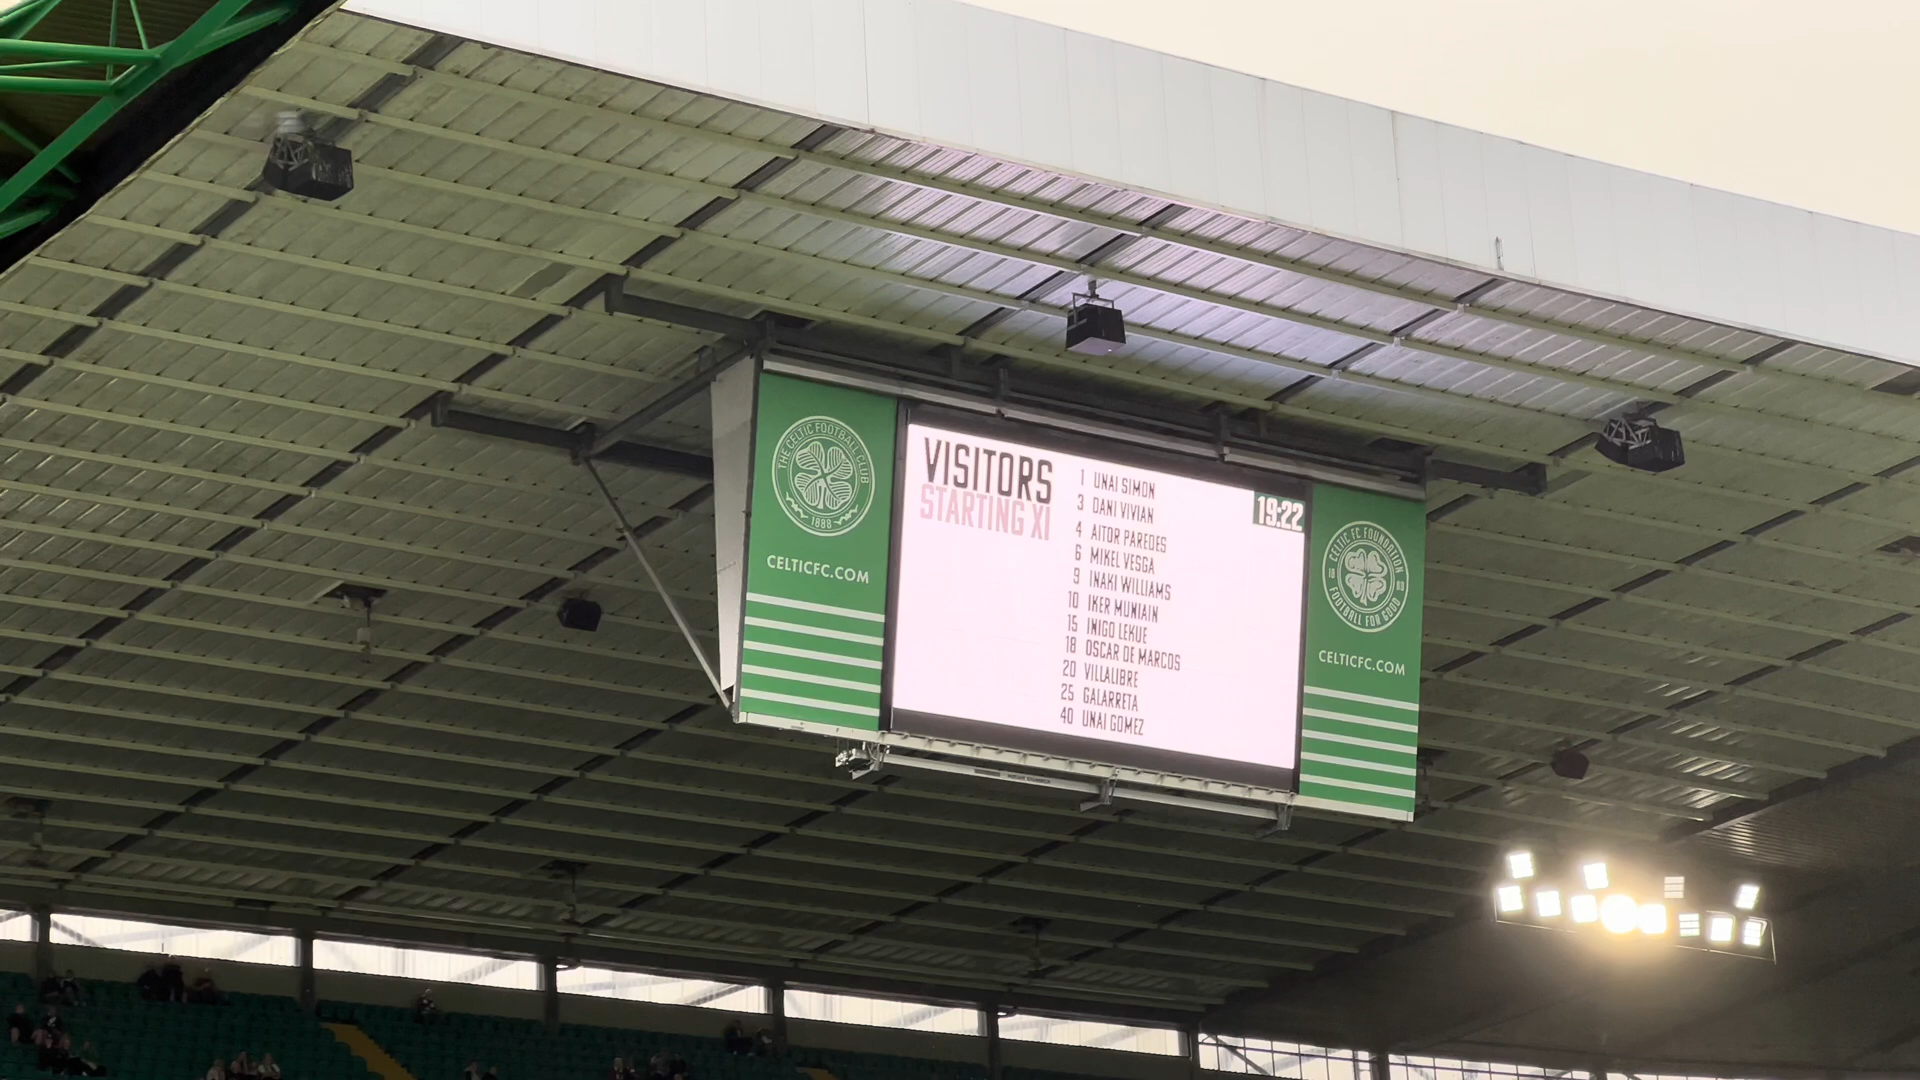 THE CELTIC FOOTBALL CLUB
1888
CELTICFC.COM
VISITORS
STARTING XI
1 UNAI SIMON
3 DANI VIVIAN
4 AITOR PAREDES
6 MIKEL VESGA
9 INAKI WILLIAMS
10 IKER MUNIAIN
15 INIGO LEKUE
18 OSCAR DE MARCOS
20 VILLALIBRE
25 GALARRETA
40 UNAI GOMEZ
19:22
CELTIC FC FOUNDATION
FOOTBALL FOR GOOD
CELTICFC.COM